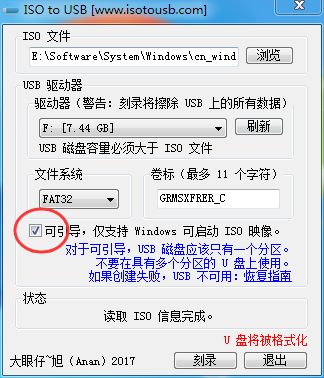 ISO to USB [www.isotousb.com]
ISO 文件
E:\Software\System\Windows\cn_wind
浏览
USB 驱动器
驱动器（警告: 刻录将擦除 USB 上的所有数据）
F: [7.44 GB]
刷新
USB 磁盘容量必须大于 ISO 文件
文件系统
卷标（最多 11 个字符）
FAT32
GRMSXFRER_C
可引导，仅支持 Windows 可启动 ISO 映像。
对于可引导，USB 磁盘应该只有一个分区。
不要在具有多个分区的 U 盘上使用。
如果创建失败，USB 不可用: 恢复指南
状态
读取 ISO 信息完成。
U 盘将被格式化
大眼仔~旭（Anan）2017
刻录
退出